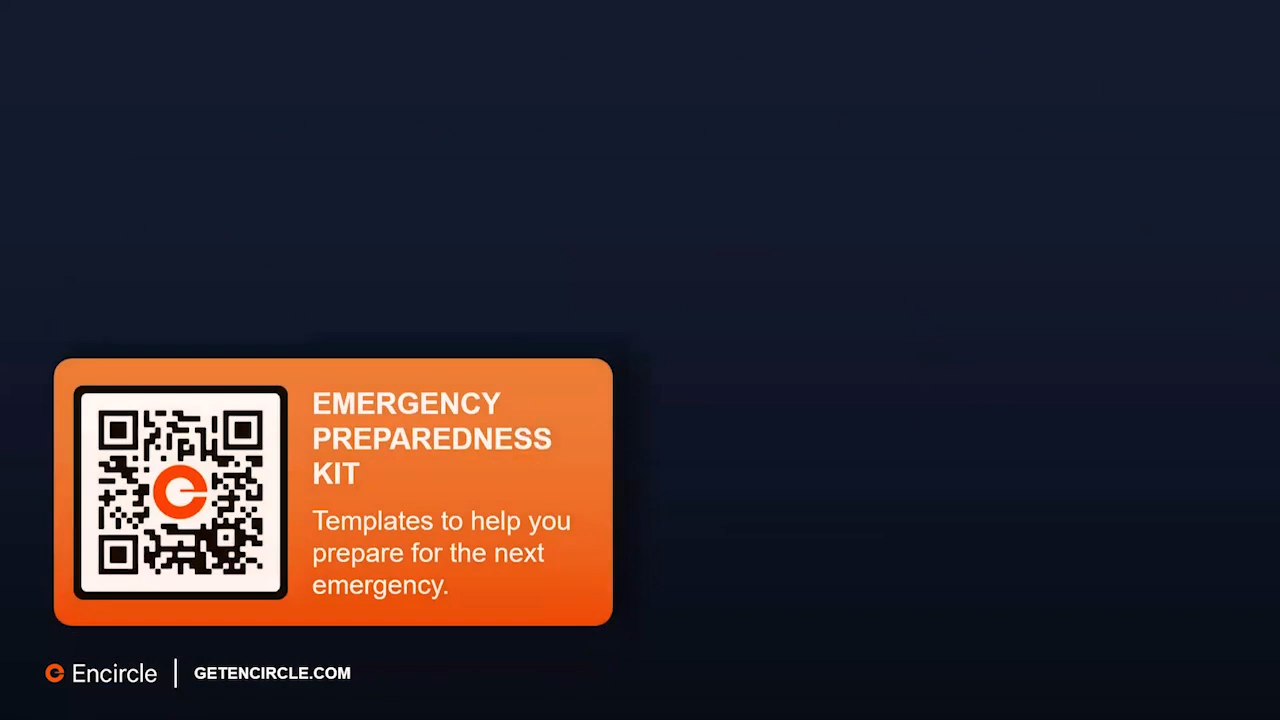 EMERGENCY
PREPAREDNESS
KIT
Templates to help you
prepare for the next
emergency.
Encircle | GETENCIRCLE.COM